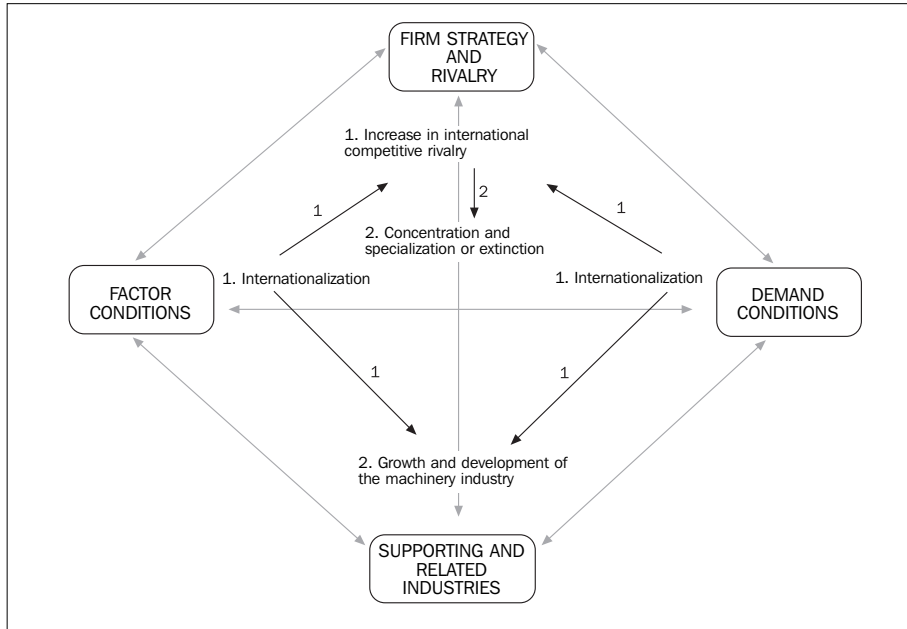 FIRM STRATEGY
AND
RIVALRY
1. Increase in international
competitive rivalry
2
1
1
2. Concentration and
specialization or extinction
1. Internationalization
1. Internationalization
FACTOR
CONDITIONS
DEMAND
CONDITIONS
1
1
2. Growth and development of
the machinery industry
SUPPORTING AND
RELATED
INDUSTRIES